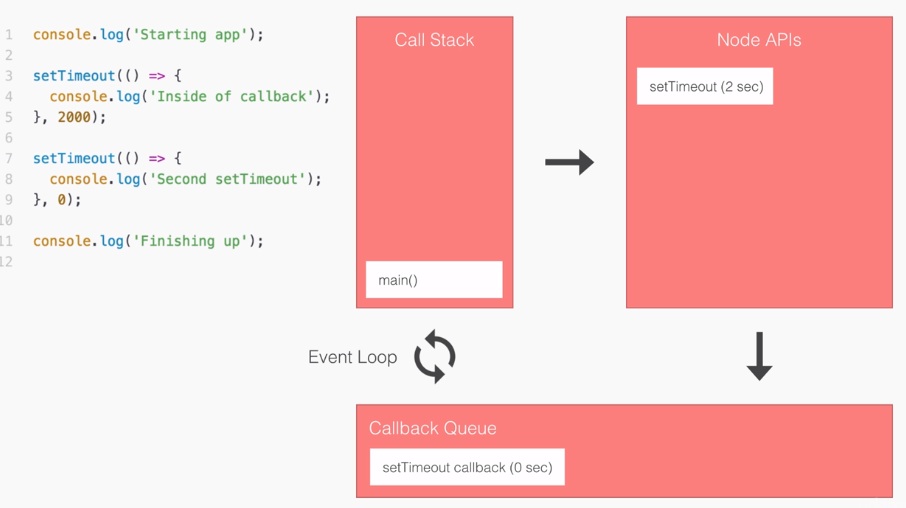 1 console.log('Starting app');
2
3 setTimeout(() => {
4   console.log('Inside of callback');
5 }, 2000);
6
7 setTimeout(() => {
8   console.log('Second setTimeout');
9 }, 0);
10
11 console.log('Finishing up');
12
Call Stack
main()
Node APIs
setTimeout (2 sec)
Event Loop
Callback Queue
setTimeout callback (0 sec)